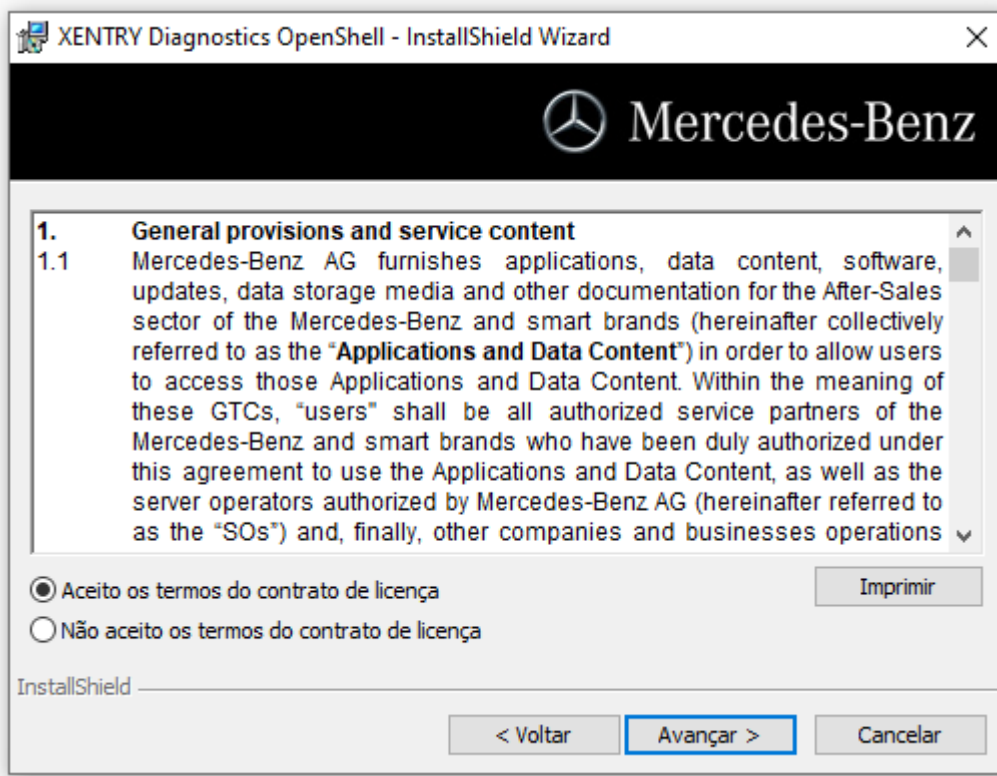 XENTRY Diagnostics OpenShell - InstallShield Wizard
Mercedes-Benz
1. General provisions and service content
1.1 Mercedes-Benz AG furnishes applications, data content, software,
updates, data storage media and other documentation for the After-Sales
sector of the Mercedes-Benz and smart brands (hereinafter collectively
referred to as the “Applications and Data Content”) in order to allow users
to access those Applications and Data Content. Within the meaning of
these GTCs, “users" shall be all authorized service partners of the
Mercedes-Benz and smart brands who have been duly authorized under
this agreement to use the Applications and Data Content, as well as the
server operators authorized by Mercedes-Benz AG (hereinafter referred to
as the “SOs”) and, finally, other companies and businesses operations
Aceito os termos do contrato de licença
Imprimir
Não aceito os termos do contrato de licença
InstallShield
< Voltar
Avançar >
Cancelar